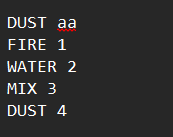 DUST aa
FIRE 1
WATER 2
MIX 3
DUST 4